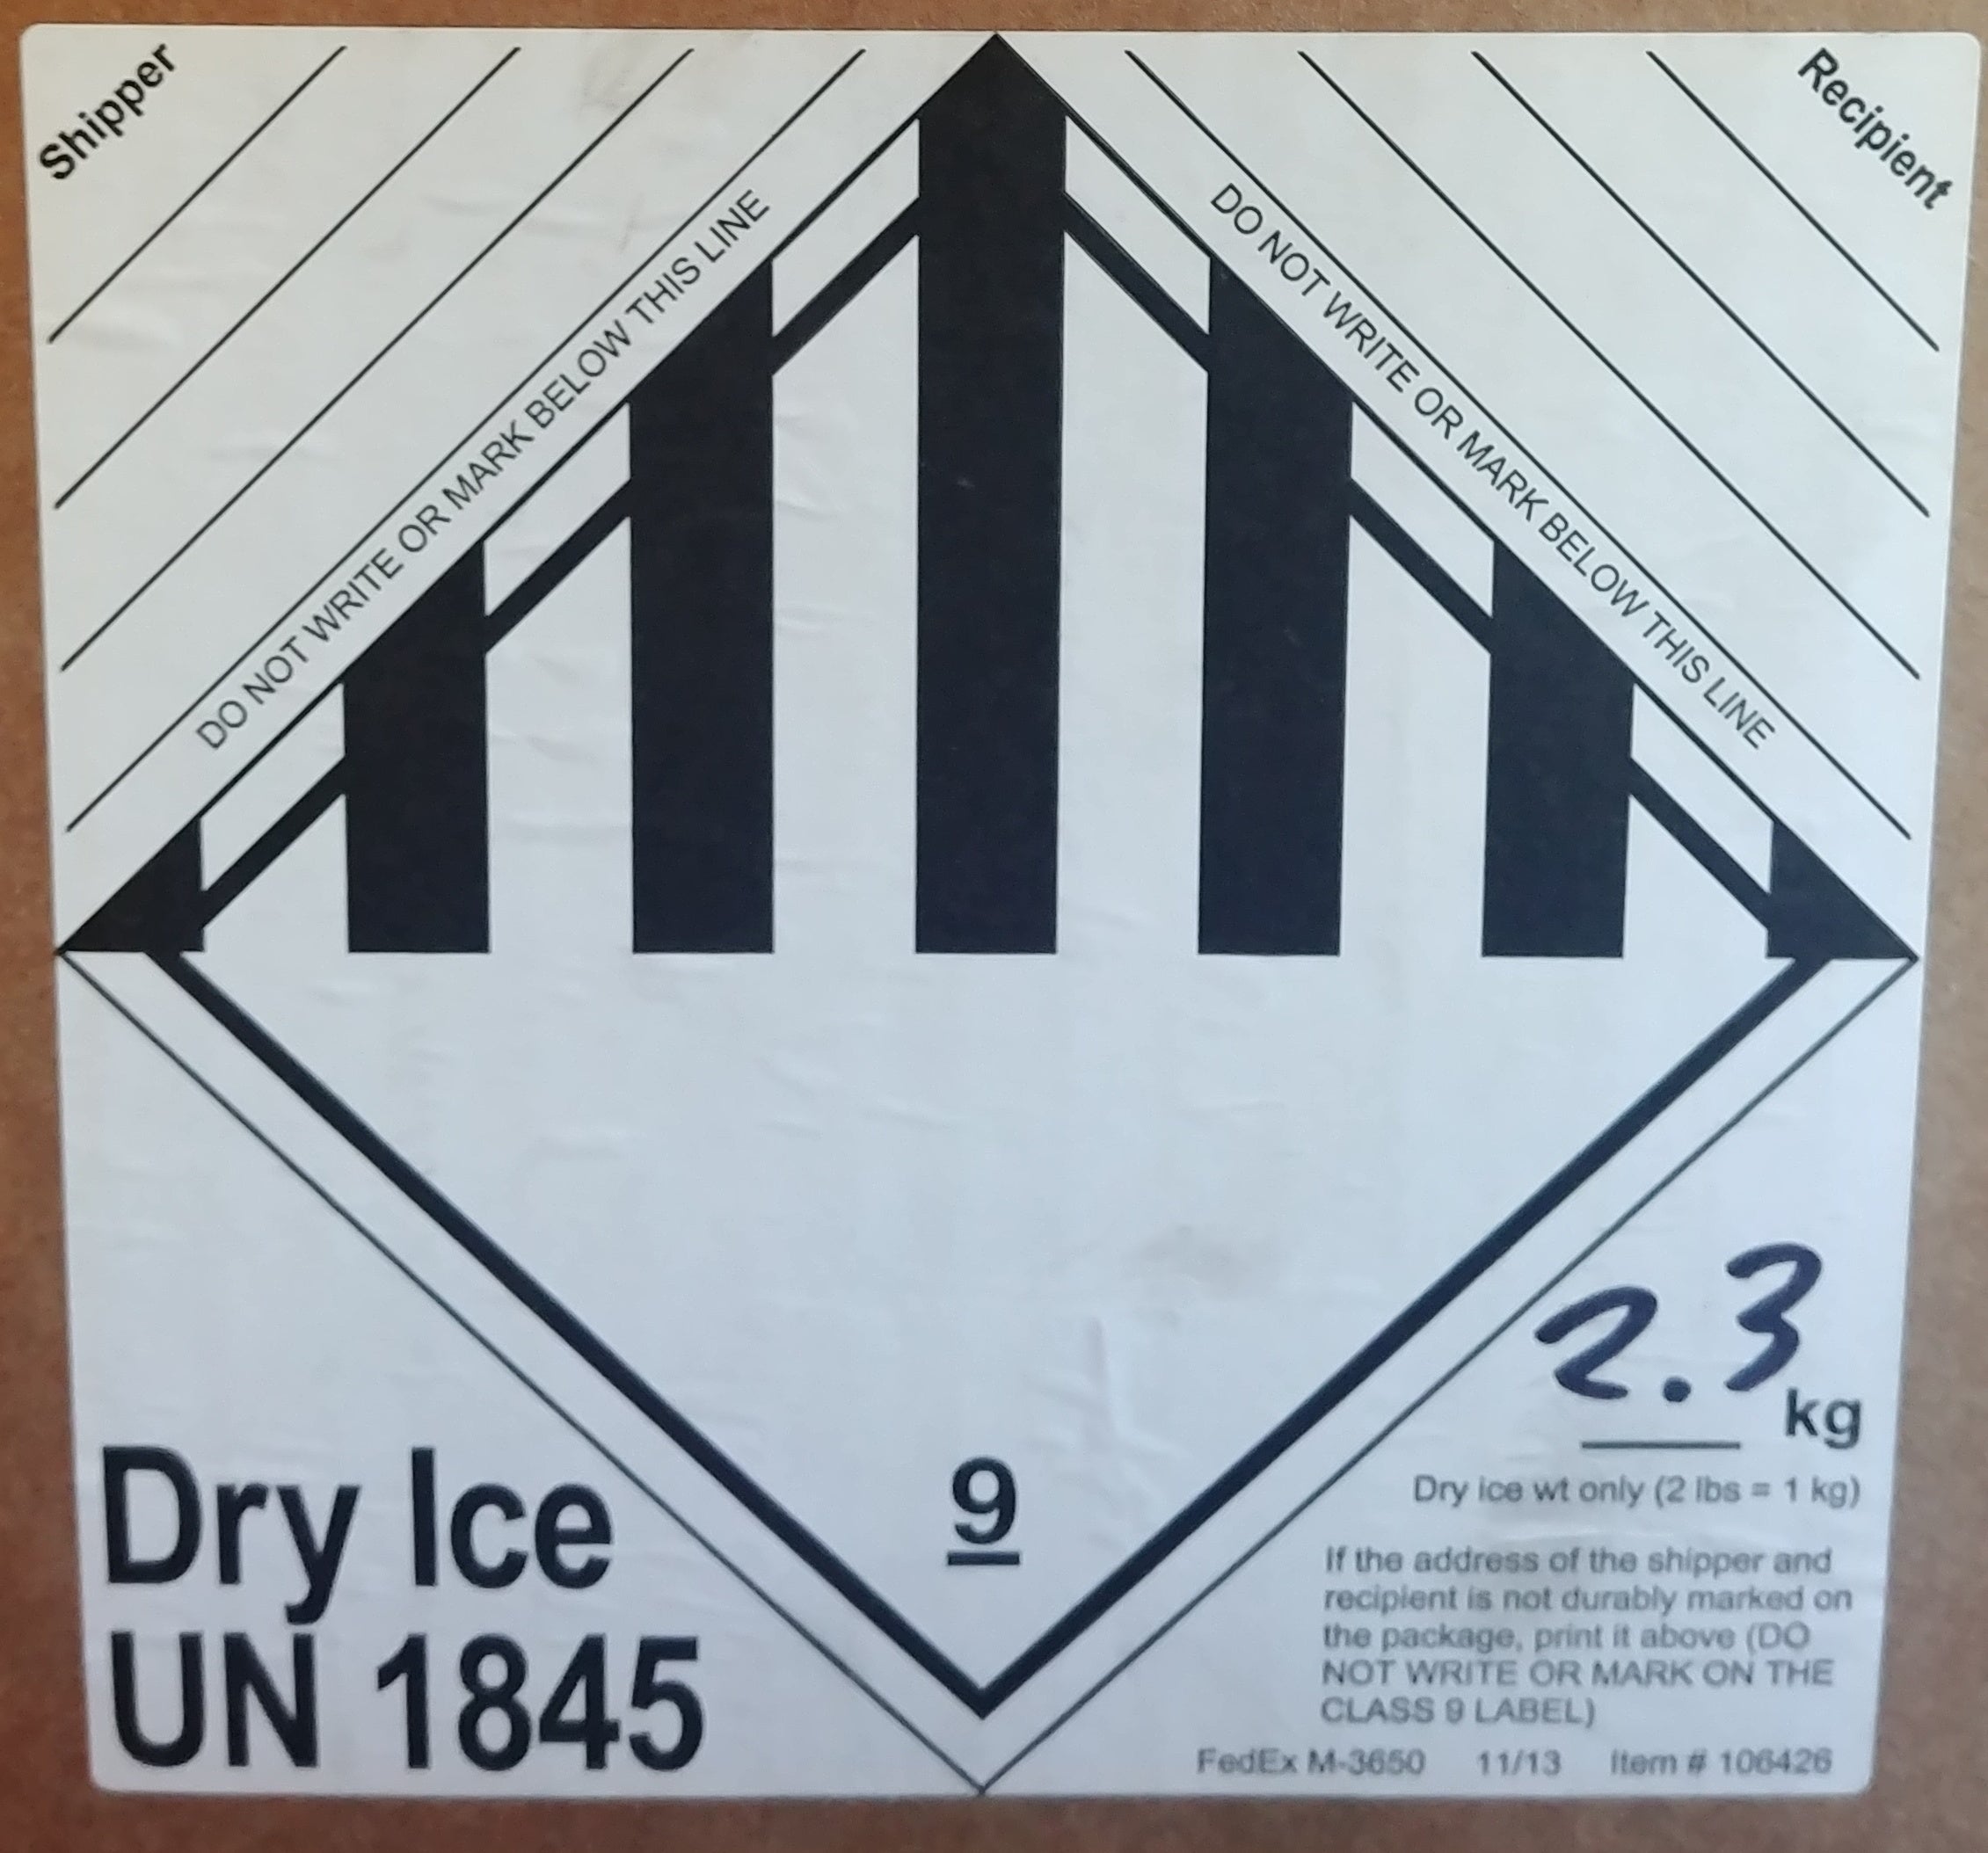 Shipper
Recipient
DO NOT WRITE OR MARK BELOW THIS LINE
DO NOT WRITE OR MARK BELOW THIS LINE
2.3 kg
Dry ice wt only (2 lbs = 1 kg)
Dry Ice
UN 1845
9
If the address of the shipper and
recipient is not durably marked on
the package, print it above (DO
NOT WRITE OR MARK ON THE
CLASS 9 LABEL)
FedEx M-3650 11/13 Item # 106426